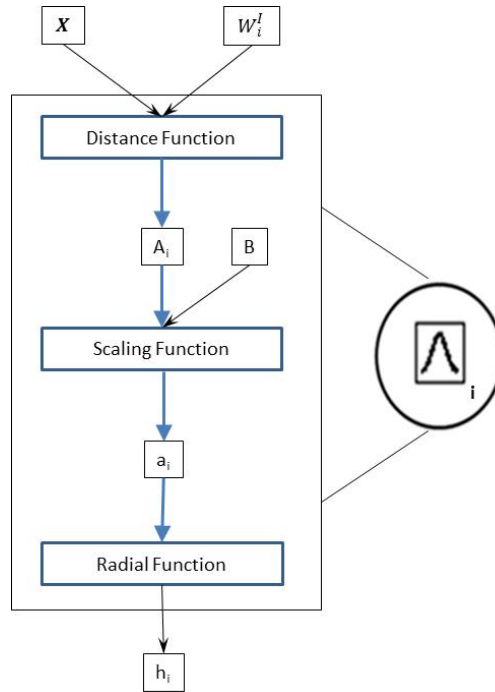 X
W_i^I
Distance Function
A_i
B
Scaling Function
i
a_i
Radial Function
h_i